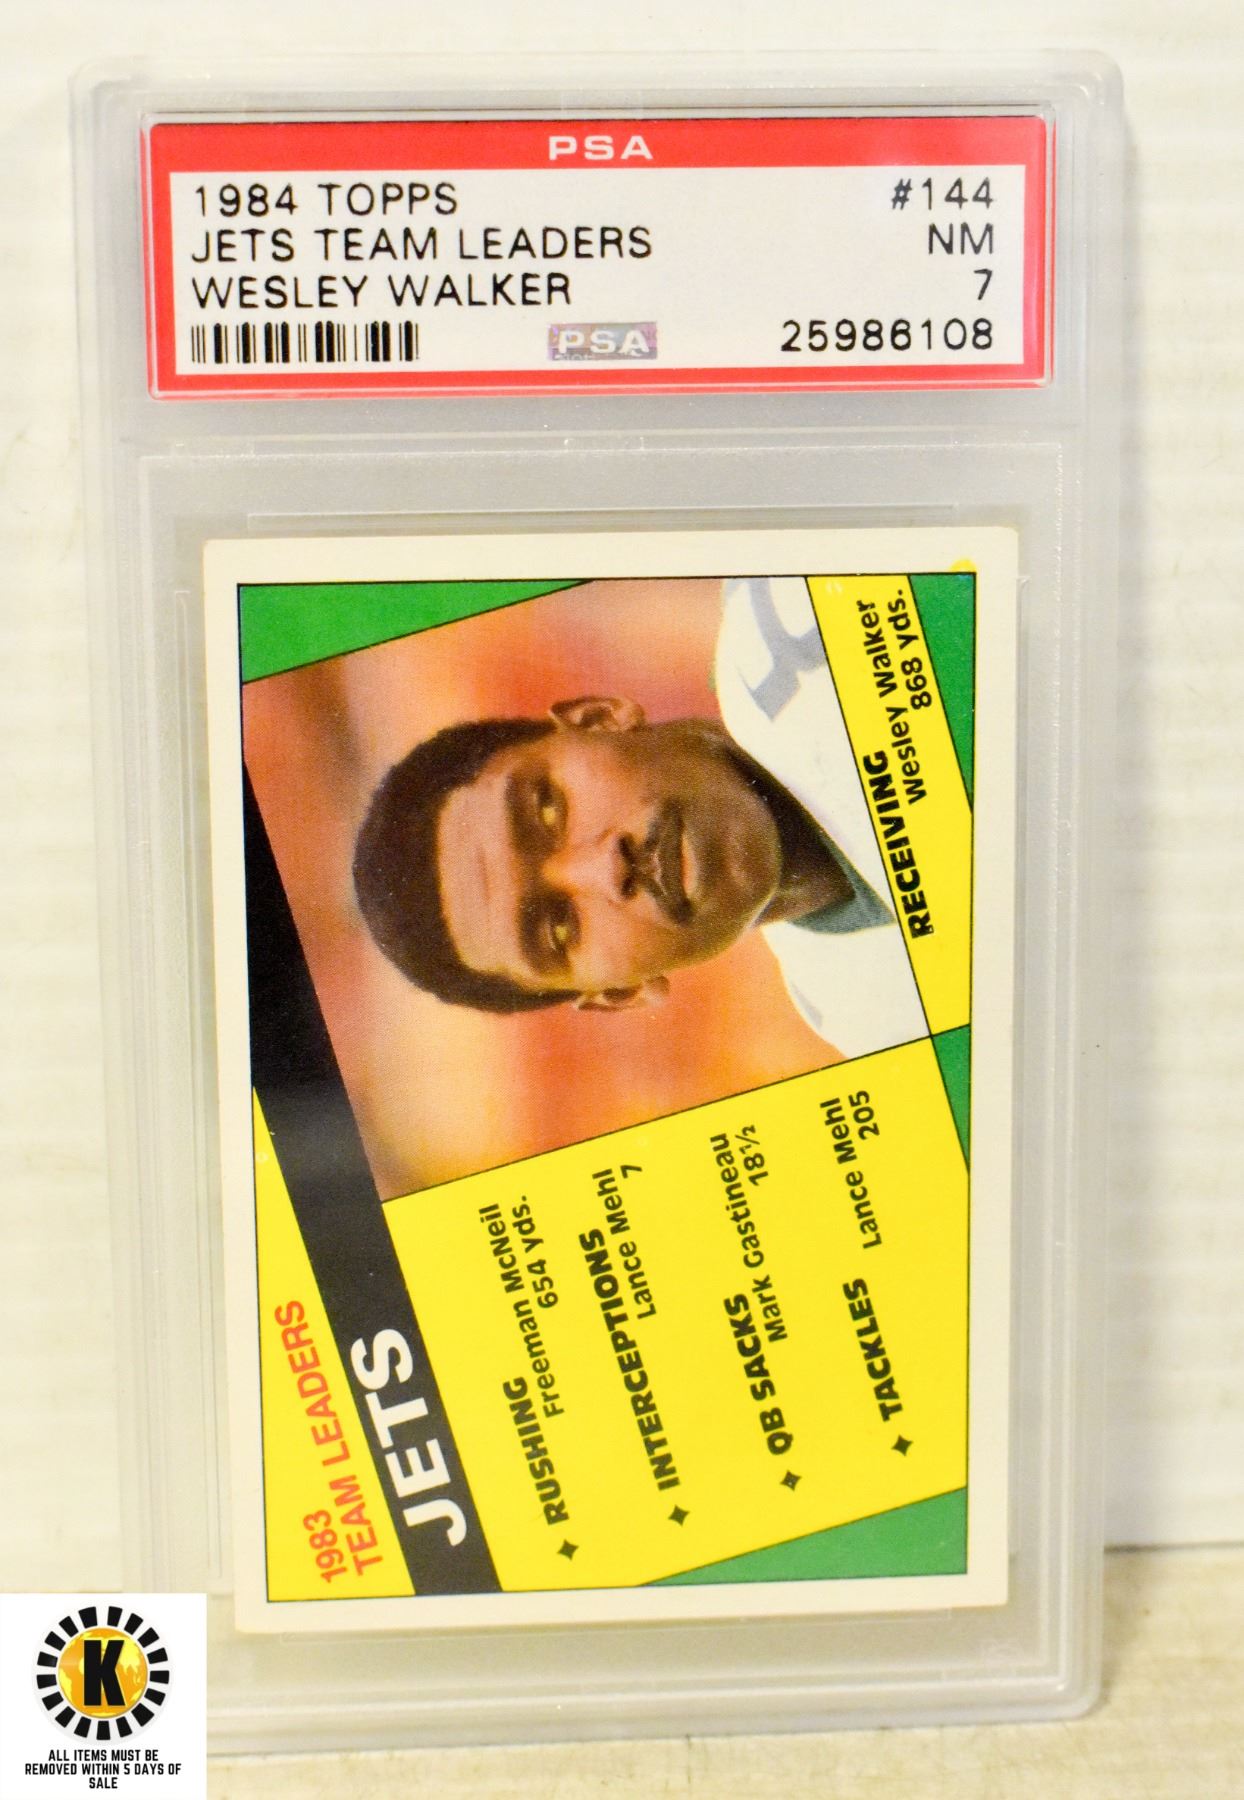 PSA
1984 TOPPS #144
JETS TEAM LEADERS NM
WESLEY WALKER 7
PSA 25986108
1983
TEAM LEADERS
JETS
RUSHING
Freeman McNeil
654 yds.
INTERCEPTIONS
Lance Mehl
7
QB SACKS
Mark Gastineau
18½
TACKLES Lance Mehl
205
RECEIVING
Wesley Walker
868 yds.
K
ALL ITEMS MUST BE
REMOVED WITHIN 5 DAYS OF
SALE